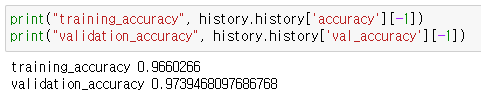 print("training_accuracy", history.history['accuracy'][-1])
print("validation_accuracy", history.history['val_accuracy'][-1])
training_accuracy 0.9660266
validation_accuracy 0.9739468097686768